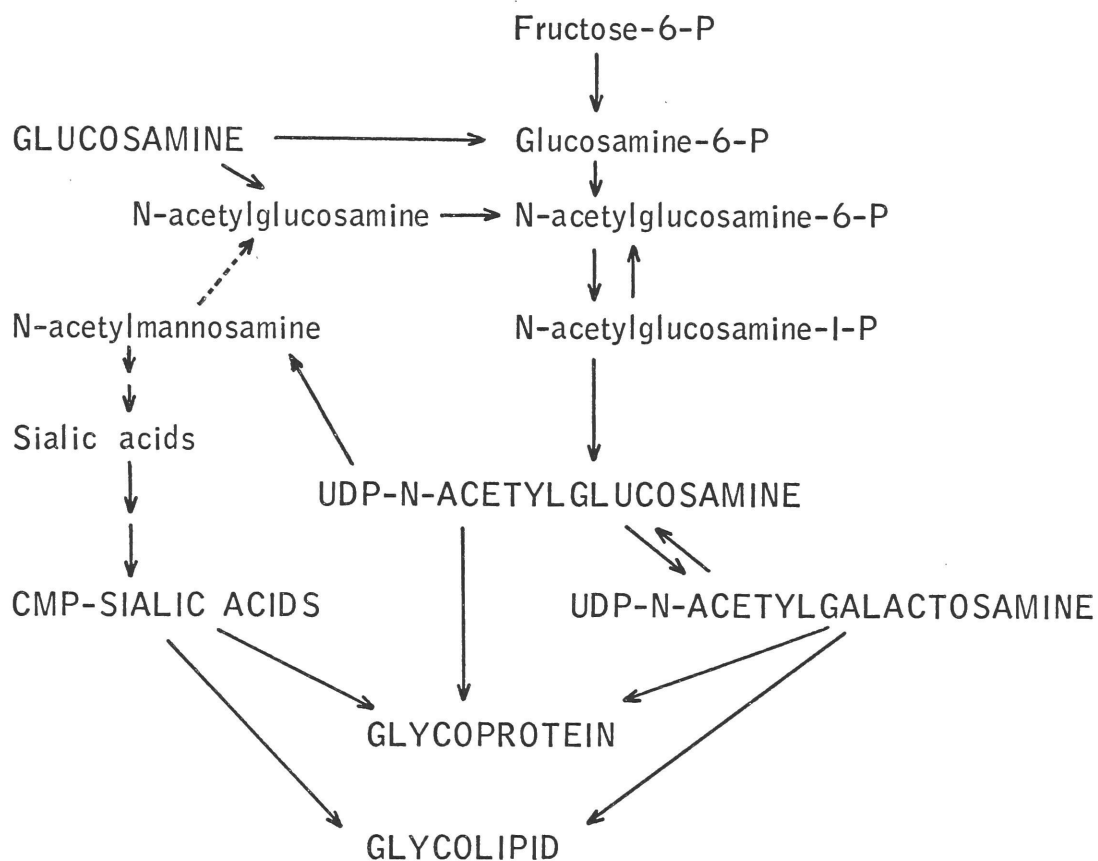 Fructose-6-P
GLUCOSAMINE
Glucosamine-6-P
N-acetylglucosamine
N-acetylglucosamine-6-P
N-acetylmannosamine
N-acetylglucosamine-1-P
Sialic acids
UDP-N-ACETYLGLUCOSAMINE
CMP-SIALIC ACIDS
UDP-N-ACETYLGALACTOSAMINE
GLYCOPROTEIN
GLYCOLIPID